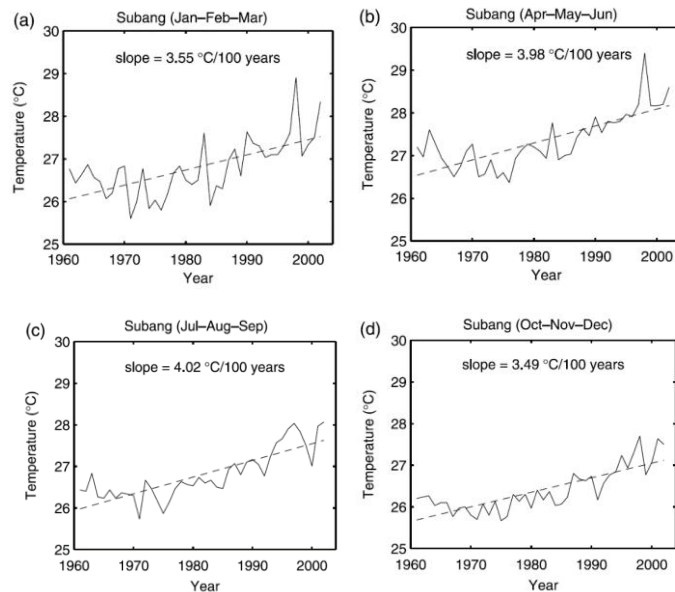 (a)
Subang (Jan–Feb–Mar)
slope = 3.55 °C/100 years
Temperature (°C)
30
29
28
27
26
25
1960 1970 1980 1990 2000
Year
(b)
Subang (Apr–May–Jun)
slope = 3.98 °C/100 years
Temperature (°C)
30
29
28
27
26
25
1960 1970 1980 1990 2000
Year
(c)
Subang (Jul–Aug–Sep)
slope = 4.02 °C/100 years
Temperature (°C)
30
29
28
27
26
25
1960 1970 1980 1990 2000
Year
(d)
Subang (Oct–Nov–Dec)
slope = 3.49 °C/100 years
Temperature (°C)
30
29
28
27
26
25
1960 1970 1980 1990 2000
Year